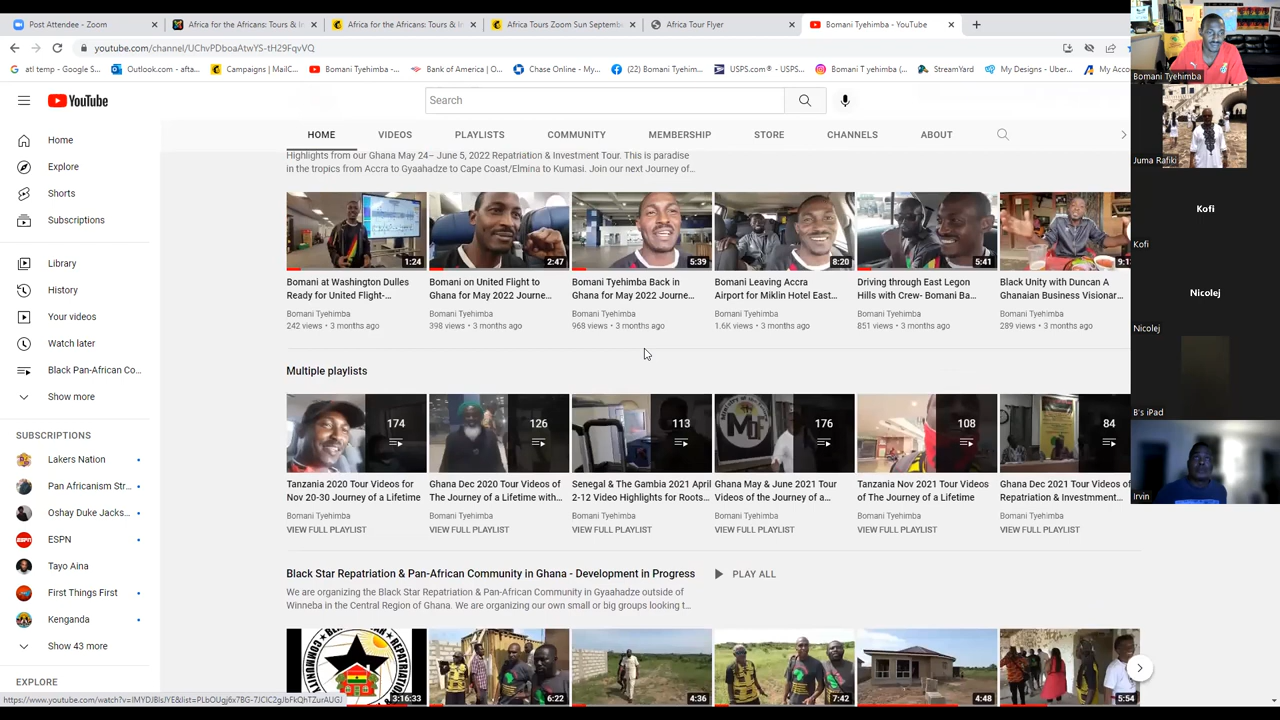 Post Attendee - Zoom
Africa for the Africans: Tours & In
Africa for the Africans: Tours & In
Africa Tour Flyer
Bomani Tyehimba - YouTube
youtube.com/channel/UChvPDboaAtwYS-tH29FqvVQ
atl temp - Google S...
Outlook.com - afta...
Campaigns | MailC...
Bomani Tyehimba -...
Bank of America | O...
Chase Online - My...
(22) Bomani Tyehim...
USPS.com® - USPS...
Bomani T yehimba (...
StreamYard
My Designs - Uber...
My Accou
YouTube
Search
Home
Explore
Shorts
Subscriptions
Library
History
Your videos
Watch later
Black Pan-African Co...
Show more
SUBSCRIPTIONS
Lakers Nation
Pan Africanism Str...
Oshay Duke Jacks...
ESPN
Tayo Aina
First Things First
Kenganda
Show 43 more
EXPLORE
HOME
VIDEOS
PLAYLISTS
COMMUNITY
MEMBERSHIP
STORE
CHANNELS
ABOUT
Highlights from our Ghana May 24– June 5, 2022 Repatriation & Investment Tour. This is paradise
in the tropics from Accra to Gyaahadze to Cape Coast/Elmina to Kumasi. Join our next Journey of...
1:24
2:47
5:39
8:20
5:41
Bomani at Washington Dulles
Ready for United Flight-...
Bomani Tyehimba
242 views • 3 months ago
Bomani on United Flight to
Ghana for May 2022 Journe...
Bomani Tyehimba
398 views • 3 months ago
Bomani Tyehimba Back in
Ghana for May 2022 Journe...
Bomani Tyehimba
968 views • 3 months ago
Bomani Leaving Accra
Airport for Miklin Hotel East...
Bomani Tyehimba
1.6K views • 3 months ago
Driving through East Legon
Hills with Crew- Bomani Ba...
Bomani Tyehimba
851 views • 3 months ago
Black Unity with Duncan A
Ghanaian Business Visionar...
Bomani Tyehimba
289 views • 3 months ago
Multiple playlists
174
126
113
176
108
84
Tanzania 2020 Tour Videos for
Nov 20-30 Journey of a Lifetime
Bomani Tyehimba
VIEW FULL PLAYLIST
Ghana Dec 2020 Tour Videos of
The Journey of a Lifetime with...
Bomani Tyehimba
VIEW FULL PLAYLIST
Senegal & The Gambia 2021 April
2-12 Video Highlights for Roots...
Bomani Tyehimba
VIEW FULL PLAYLIST
Ghana May & June 2021 Tour
Videos of the Journey of a...
Bomani Tyehimba
VIEW FULL PLAYLIST
Tanzania Nov 2021 Tour Videos
of The Journey of a Lifetime
Bomani Tyehimba
VIEW FULL PLAYLIST
Ghana Dec 2021 Tour Videos of
Repatriation & Investmment...
Bomani Tyehimba
VIEW FULL PLAYLIST
Black Star Repatriation & Pan-African Community in Ghana - Development in Progress
PLAY ALL
We are organizing the Black Star Repatriation & Pan-African Community in Gyaahadze outside of
Winneba in the Central Region of Ghana. We are organizing our own small or big groups looking t...
3:16:33
6:22
4:36
7:42
4:48
5:54
Bomani Tyehimba
Juma Rafiki
Kofi
Kofi
Nicolej
Nicolej
B's iPad
Irvin